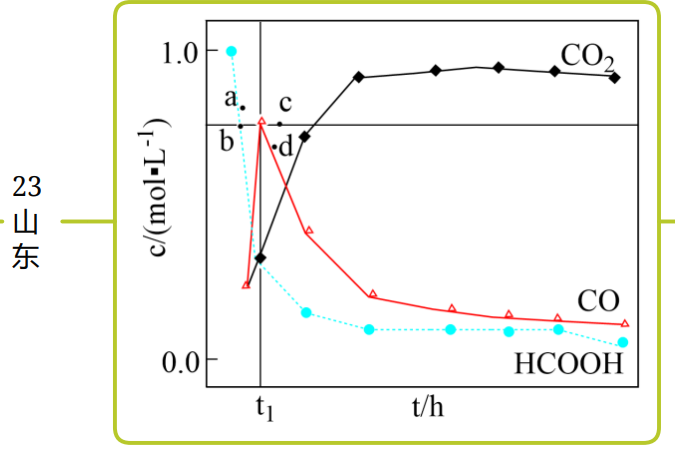 23
山
东
1.0
0.0
c/(mol▪L⁻¹)
a
b
c
d
CO₂
CO
HCOOH
t₁
t/h